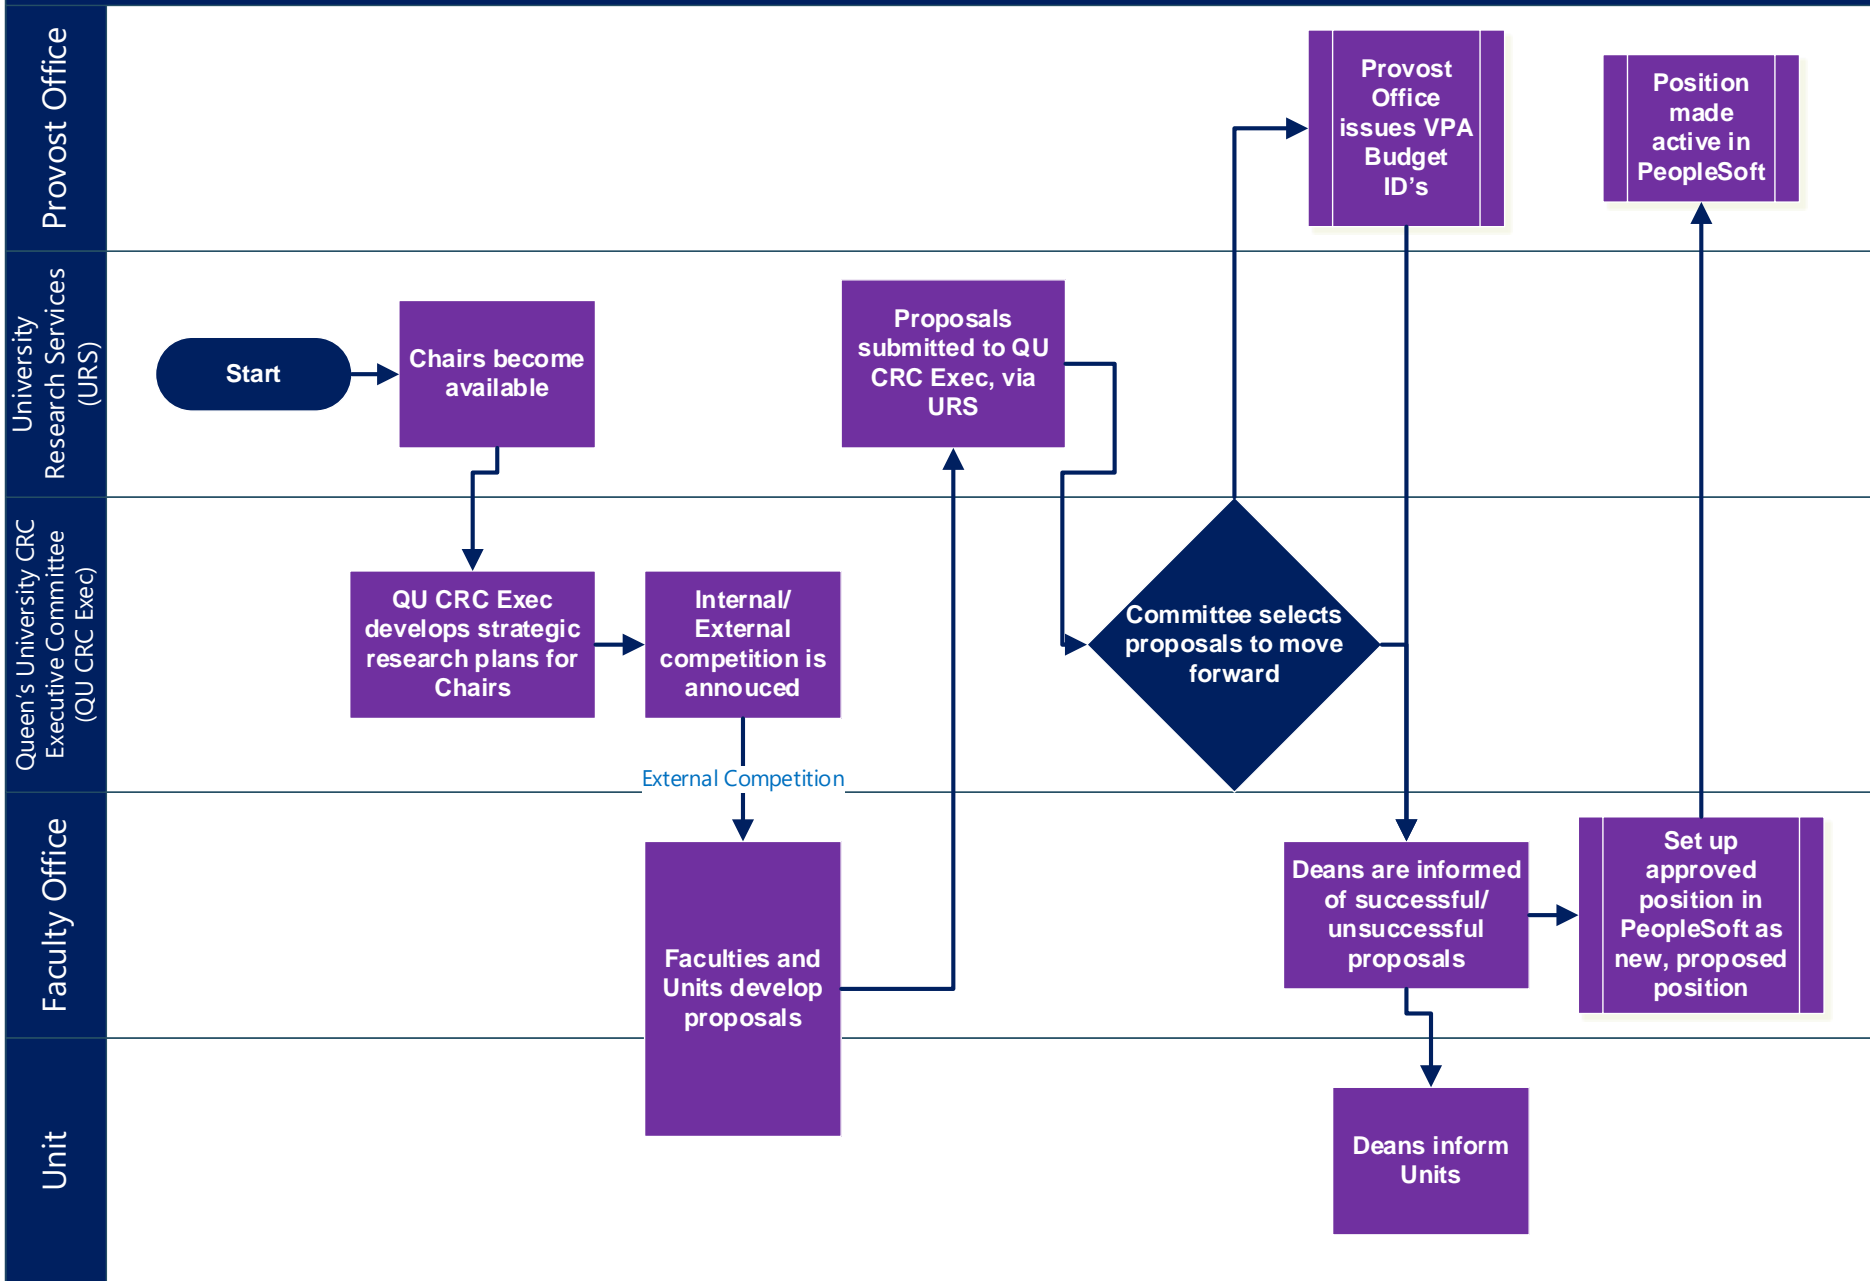 Provost Office
Provost
Office
issues VPA
Budget
ID’s
Position
made
active in
PeopleSoft
University
Research Services
(URS)
Start
Chairs become
available
Proposals
submitted to QU
CRC Exec, via
URS
Queen’s University CRC
Executive Committee
(QU CRC Exec)
QU CRC Exec
develops strategic
research plans for
Chairs
Internal/
External
competition is
annouced
Committee selects
proposals to move
forward
External Competition
Faculty Office
Faculties and
Units develop
proposals
Deans are informed
of successful/
unsuccessful
proposals
Set up
approved
position in
PeopleSoft as
new, proposed
position
Unit
Deans inform
Units